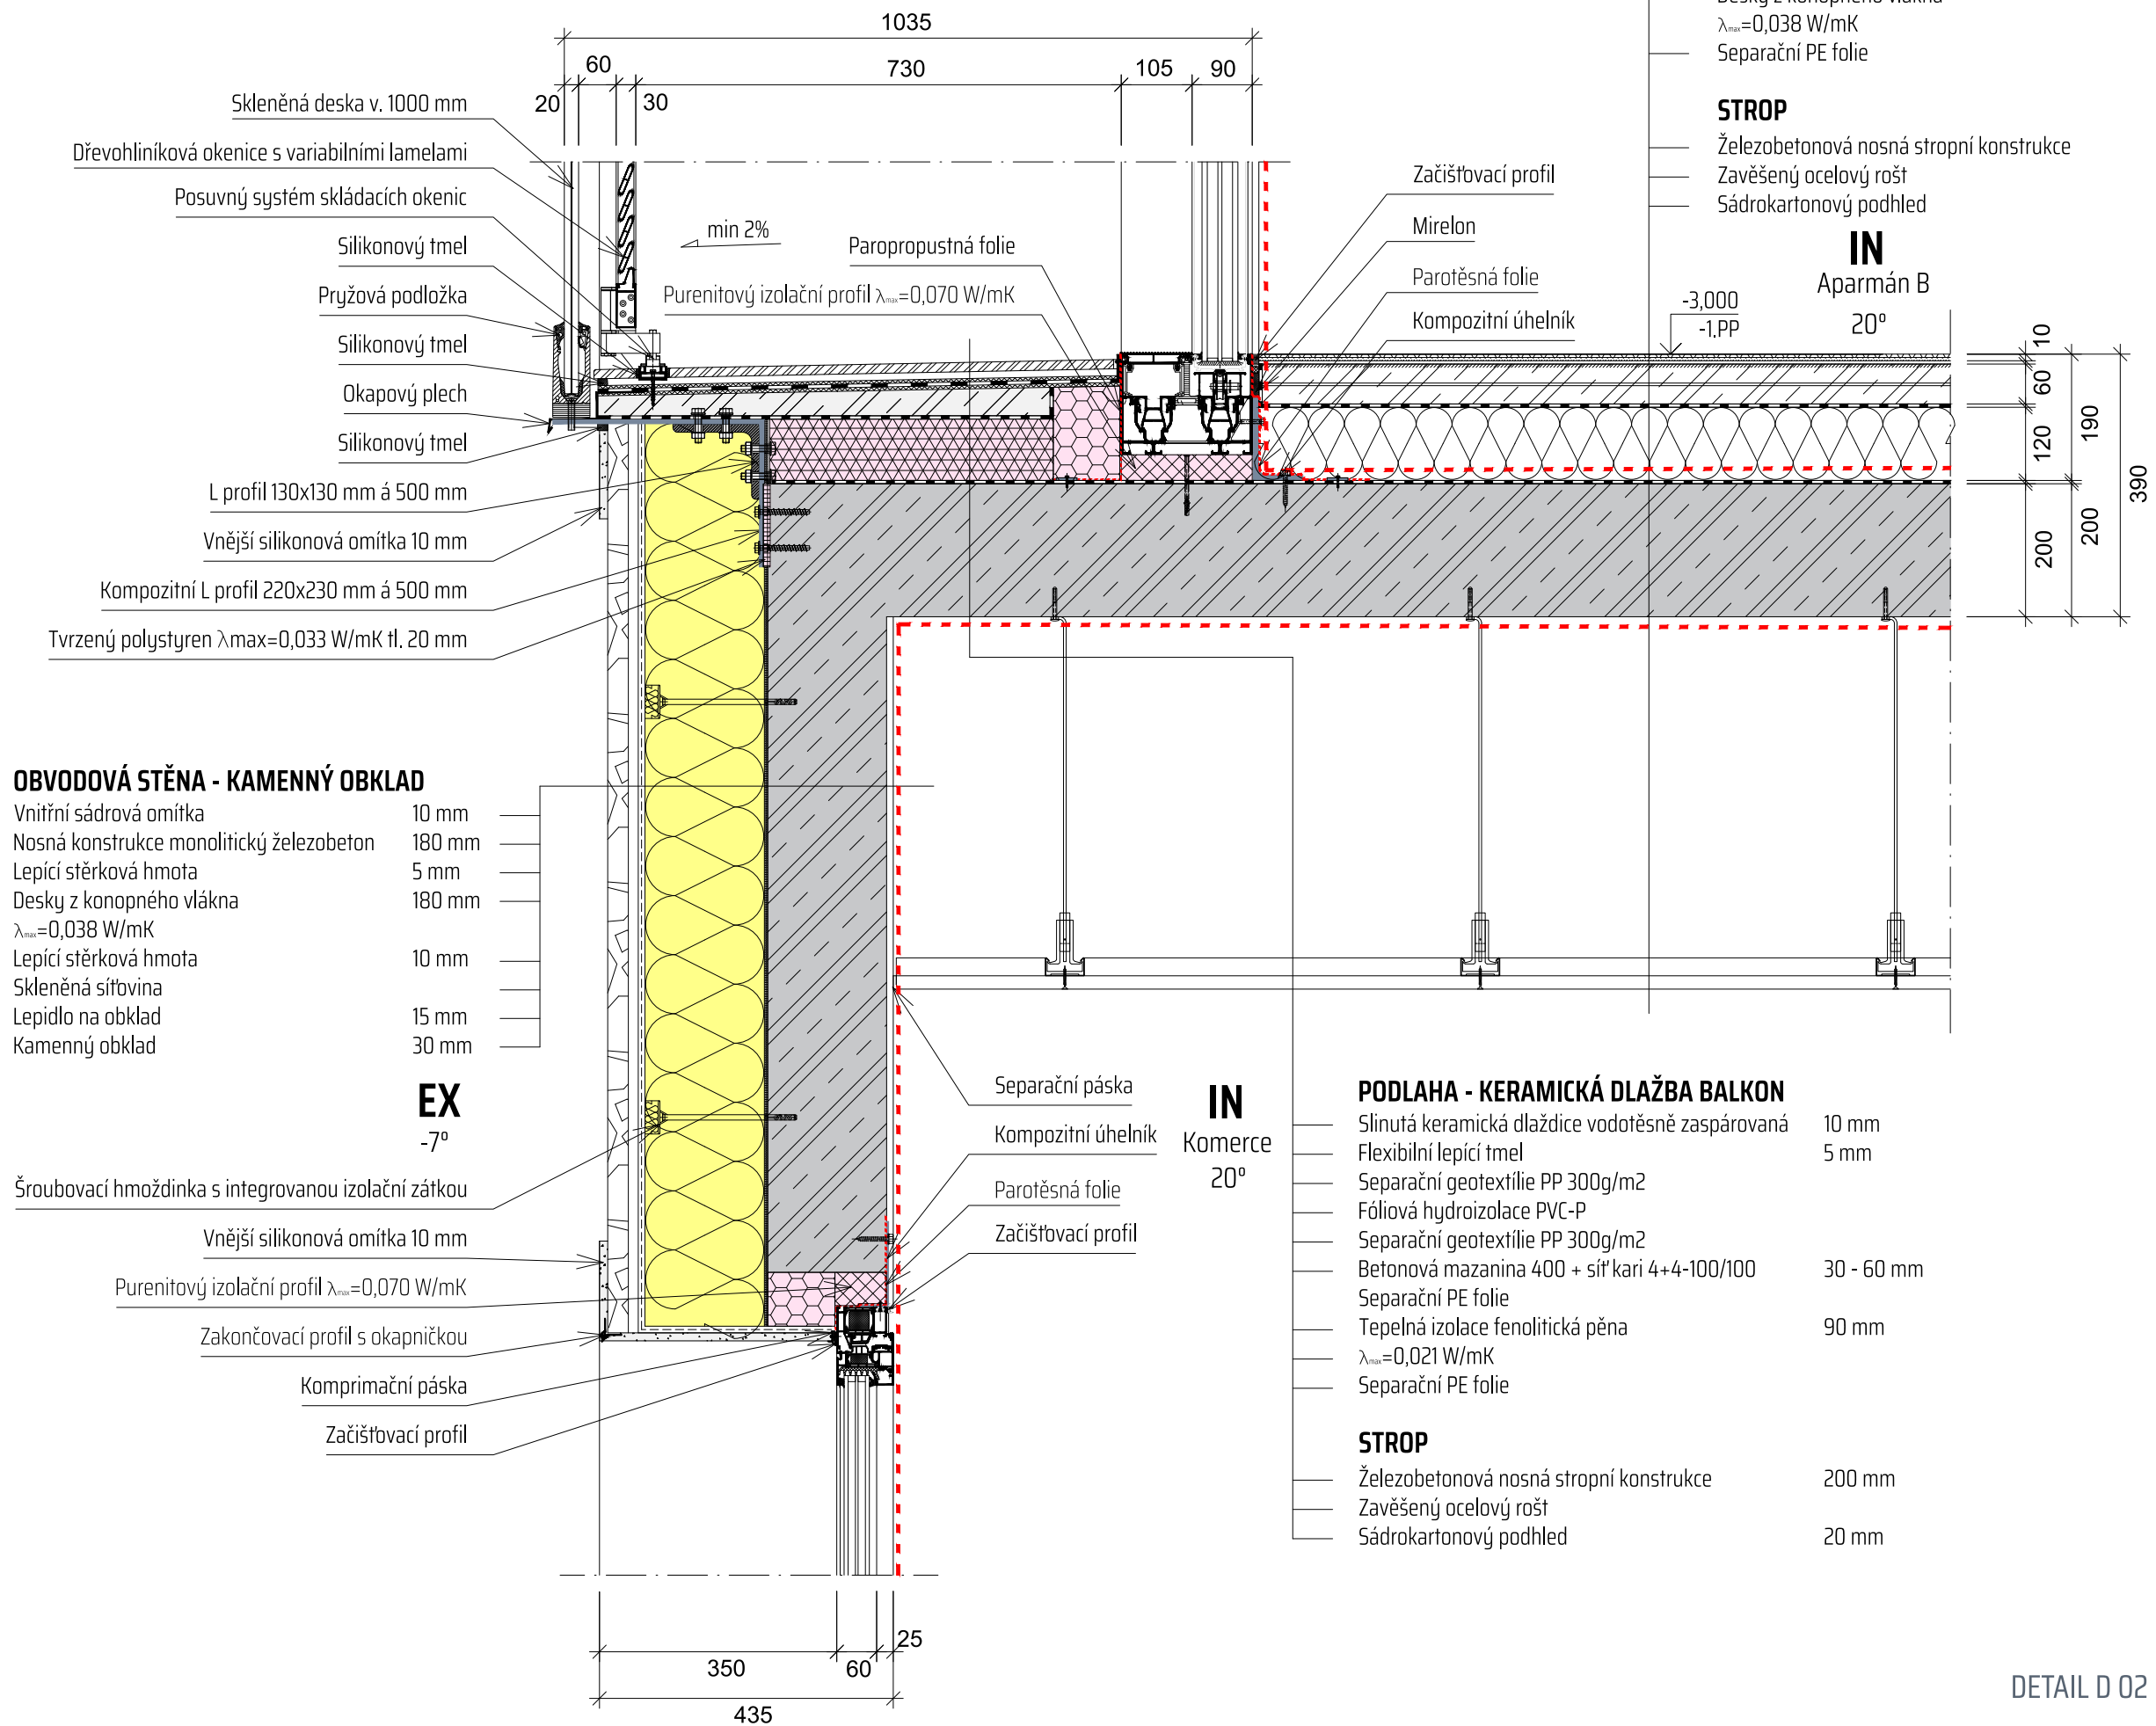 1035
60
730
105
90
20
30
Skleněná deska v. 1000 mm
Dřevohliníková okenice s variabilními lamelami
Posuvný systém skládacích okenic
Silikonový tmel
Pryžová podložka
Silikonový tmel
Okapový plech
Silikonový tmel
L profil 130x130 mm á 500 mm
Vnější silikonová omítka 10 mm
Kompozitní L profil 220x230 mm á 500 mm
Tvrzený polystyren λmax=0,033 W/mK tl. 20 mm
min 2%
Paropropustná folie
Purenitový izolační profil λmax=0,070 W/mK
Začišťovací profil
Mirelon
Parotěsná folie
Kompozitní úhelník
Desky z konopného vlákna
λmax=0,038 W/mK
Separační PE folie
STROP
Železobetonová nosná stropní konstrukce
Zavěšený ocelový rošt
Sádrokartonový podhled
IN
Aparmán B
20°
-3,000
-1.PP
10
60
120
190
200
200
390
OBVODOVÁ STĚNA - KAMENNÝ OBKLAD
Vnitřní sádrová omítka 10 mm
Nosná konstrukce monolitický železobeton 180 mm
Lepící stěrková hmota 5 mm
Desky z konopného vlákna 180 mm
λmax=0,038 W/mK
Lepící stěrková hmota 10 mm
Skleněná síťovina
Lepidlo na obklad 15 mm
Kamenný obklad 30 mm
EX
-7°
Šroubovací hmoždinka s integrovanou izolační zátkou
Vnější silikonová omítka 10 mm
Purenitový izolační profil λmax=0,070 W/mK
Zakončovací profil s okapničkou
Komprimační páska
Začišťovací profil
Separační páska
Kompozitní úhelník
Parotěsná folie
Začišťovací profil
IN
Komerce
20°
PODLAHA - KERAMICKÁ DLAŽBA BALKON
Slinutá keramická dlaždice vodotěsně zaspárovaná 10 mm
Flexibilní lepící tmel 5 mm
Separační geotextílie PP 300g/m2
Fóliová hydroizolace PVC-P
Separační geotextílie PP 300g/m2
Betonová mazanina 400 + síť kari 4+4-100/100 30 - 60 mm
Separační PE folie
Tepelná izolace fenolitická pěna 90 mm
λmax=0,021 W/mK
Separační PE folie
STROP
Železobetonová nosná stropní konstrukce 200 mm
Zavěšený ocelový rošt
Sádrokartonový podhled 20 mm
25
350
60
435
DETAIL D 02